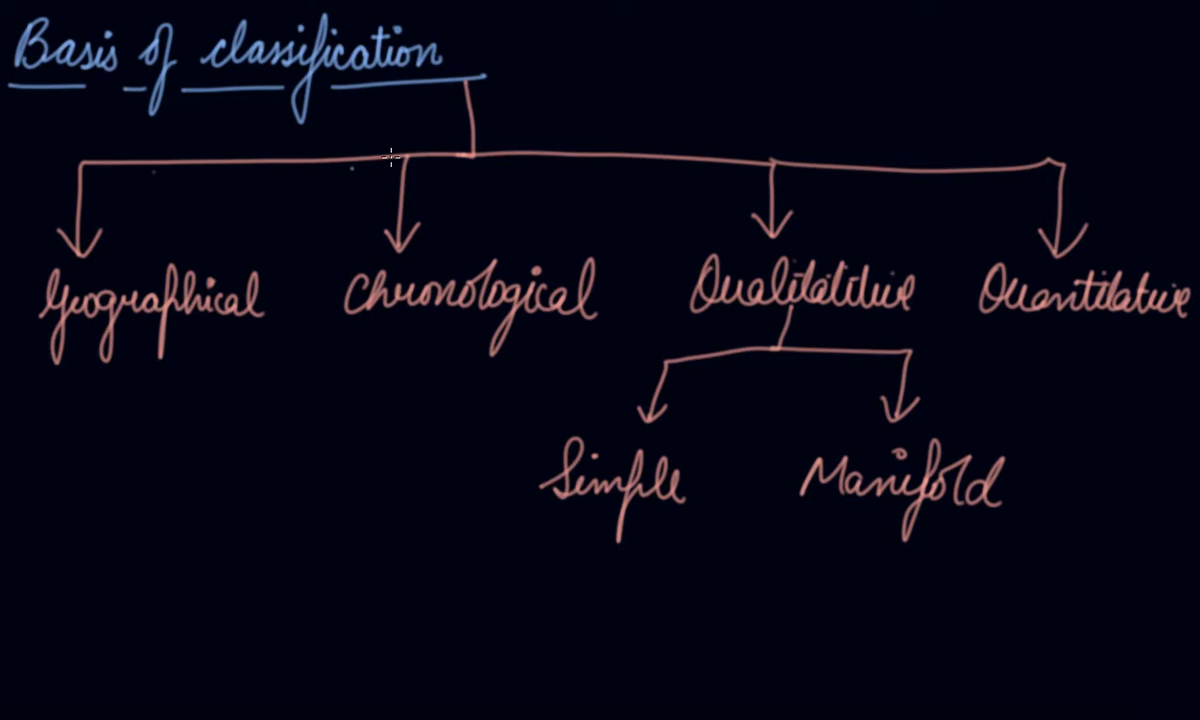 Basis of classification
Geographical Chronological Qualitative Quantitative
Simple Manifold